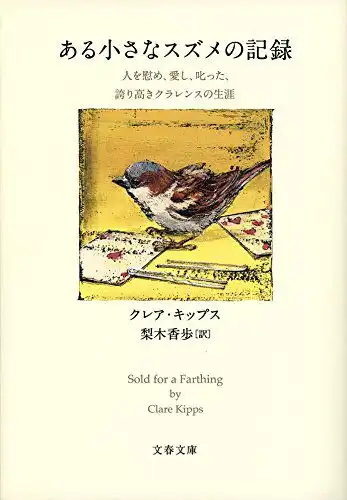 ある小さなスズメの記録
人を慰め、愛し、叱った、
誇り高きクラレンスの生涯
クレア・キップス
梨木香歩[訳]
Sold for a Farthing
by
Clare Kipps
文春文庫